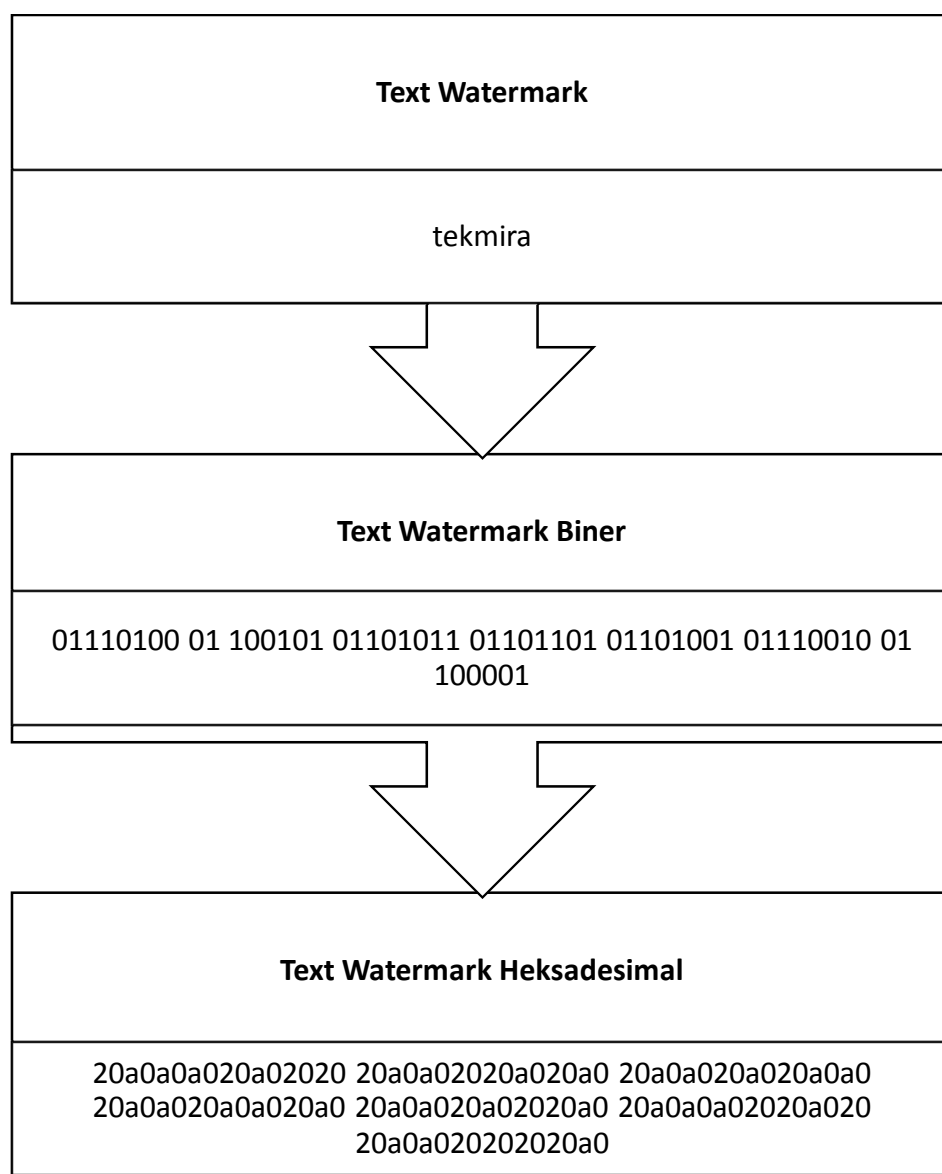 Text Watermark
tekmira
Text Watermark Biner
01110100 01 100101 01101011 01101101 01101001 01110010 01
100001
Text Watermark Heksadesimal
20a0a0a020a02020 20a0a02020a020a0 20a0a020a020a0a0
20a0a020a0a020a0 20a0a020a02020a0 20a0a0a02020a020
20a0a020202020a0